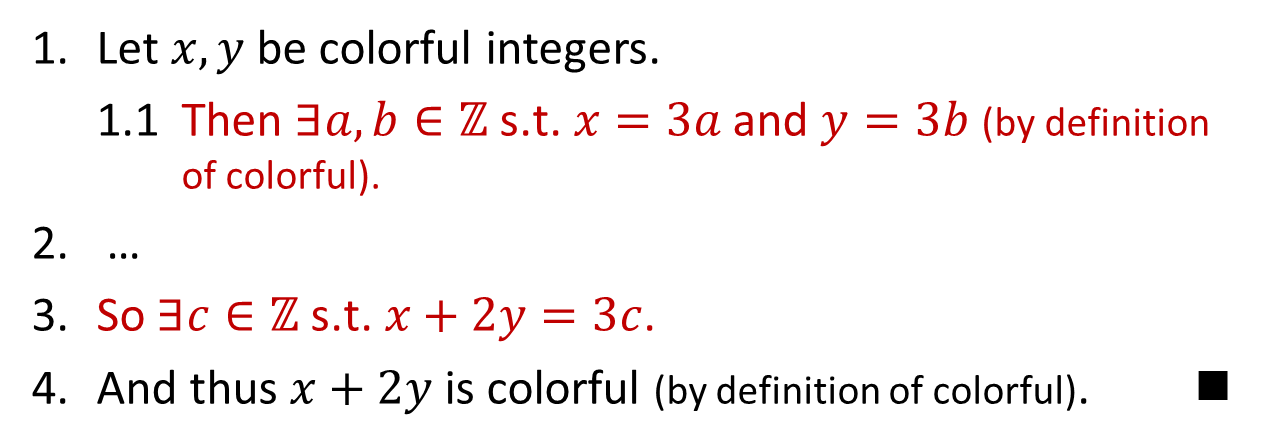 1. Let 𝑥, 𝑦 be colorful integers.
1.1 Then ∃𝑎, 𝑏 ∈ ℤ s.t. 𝑥 = 3𝑎 and 𝑦 = 3𝑏 (by definition
of colorful).
2. …
3. So ∃𝑐 ∈ ℤ s.t. 𝑥 + 2𝑦 = 3𝑐.
4. And thus 𝑥 + 2𝑦 is colorful (by definition of colorful). ■